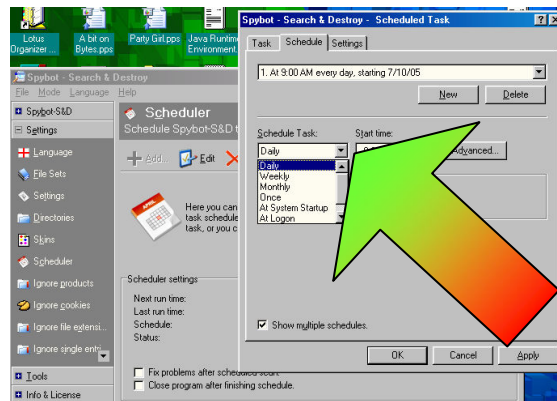 Lotus Organizer ...
A bit on Bytes.pps
Party Girl.pps
Java Runtime Environment
Spybot - Search & Destroy
File Mode Language Help
Spybot-S&D
Settings
Language
File Sets
Settings
Directories
Skins
Scheduler
Ignore products
Ignore cookies
Ignore file extensi...
Ignore single entri...
Tools
Info & License
Scheduler
Schedule Spybot-S&D t
Add... Edit
APRIL
Here you can
task schedule
task, or you c
Scheduler settings
Next run time:
Last run time:
Schedule:
Status:
Fix problems after scheduled
Close program after finishing schedule.
Spybot - Search & Destroy - Scheduled Task
Task Schedule Settings
1. At 9:00 AM every day, starting 7/10/05
New Delete
Schedule Task: Start time:
Daily
Advanced...
Daily
Weekly
Monthly
Once
At System Startup
At Logon
Show multiple schedules.
OK Cancel Apply